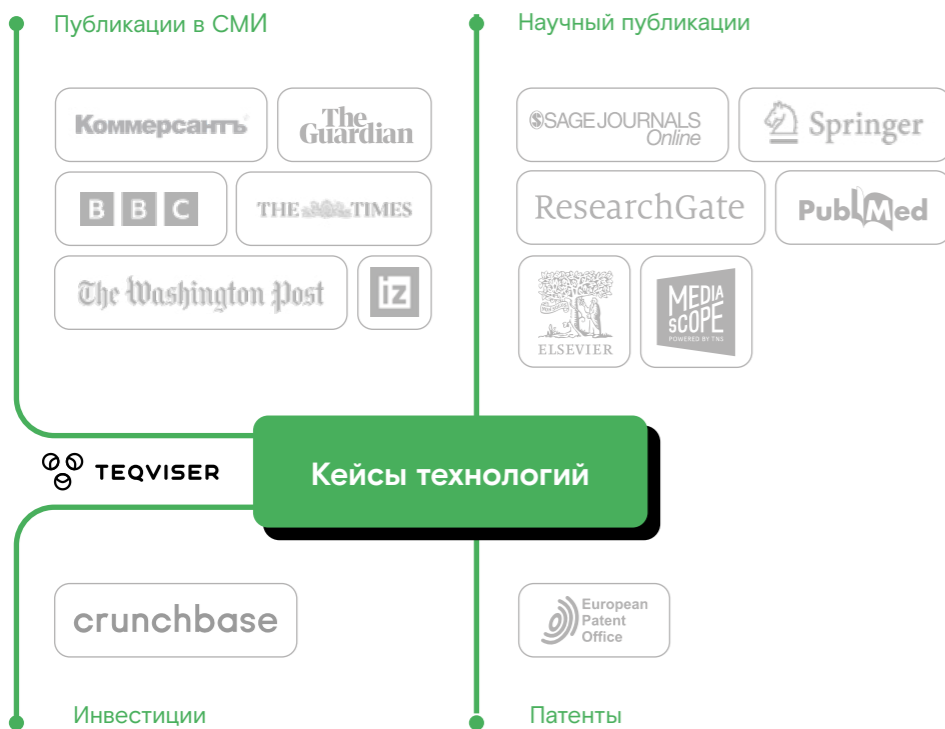 Публикации в СМИ
Научный публикации
Коммерсантъ
The
Guardian
SAGE JOURNALS
Online
Springer
BBC
THE TIMES
ResearchGate
PubMed
The Washington Post
iz
ELSEVIER
MEDIA
SCOPE
POWERED BY TNS
TEQVISER
Кейсы технологий
crunchbase
European
Patent
Office
Инвестиции
Патенты